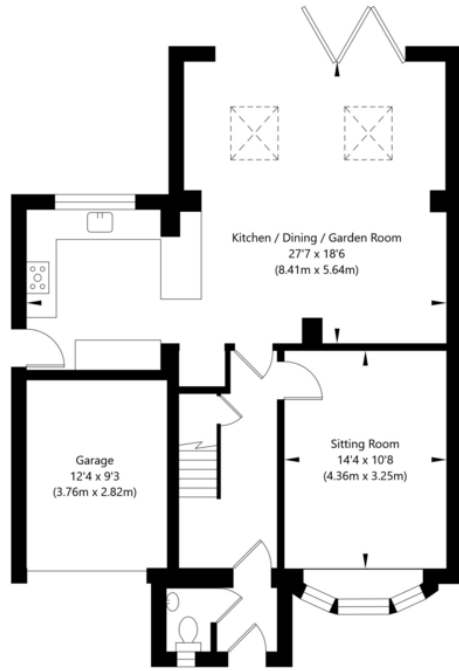 Kitchen / Dining / Garden Room
27'7 x 18'6
(8.41m x 5.64m)
Garage
12'4 x 9'3
(3.76m x 2.82m)
Sitting Room
14'4 x 10'8
(4.36m x 3.25m)